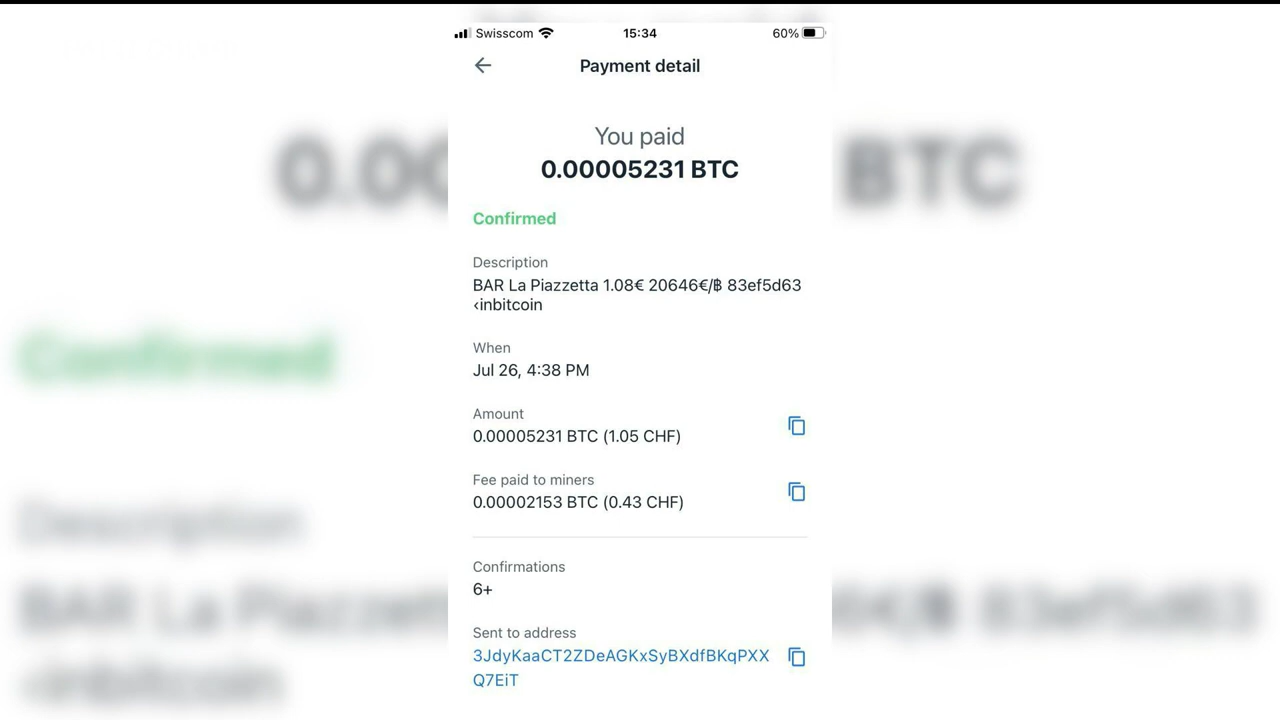 Swisscom 15:34 60%
Payment detail
You paid
0.00005231 BTC
Confirmed
Description
BAR La Piazzetta 1.08€ 20646€/₿ 83ef5d63
‹inbitcoin
When
Jul 26, 4:38 PM
Amount
0.00005231 BTC (1.05 CHF)
Fee paid to miners
0.00002153 BTC (0.43 CHF)
Confirmations
6+
Sent to address
3JdyKaaCT2ZDeAGKxSyBXdfBKqPXX
Q7EiT